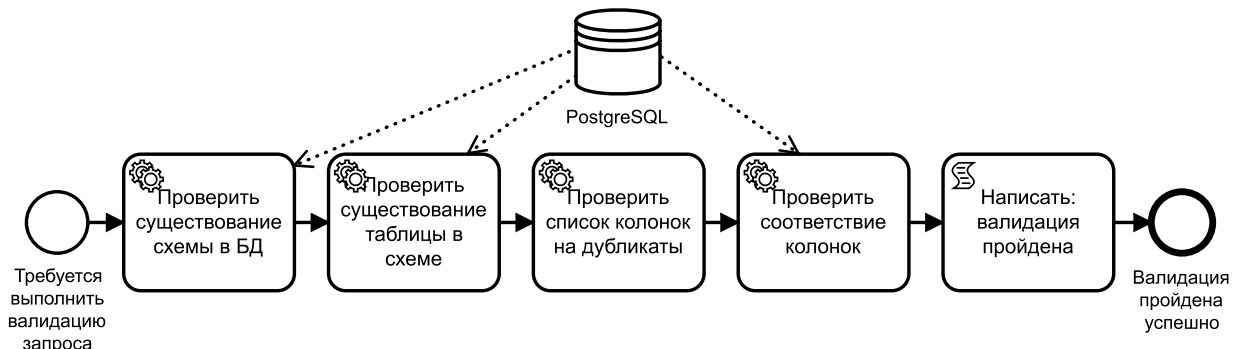 PostgreSQL
Требуется
выполнить
валидацию
запроса
Проверить
существование
схемы в БД
Проверить
существование
таблицы в
схеме
Проверить
список колонок
на дубликаты
Проверить
соответствие
колонок
Написать:
валидация
пройдена
Валидация
пройдена
успешно